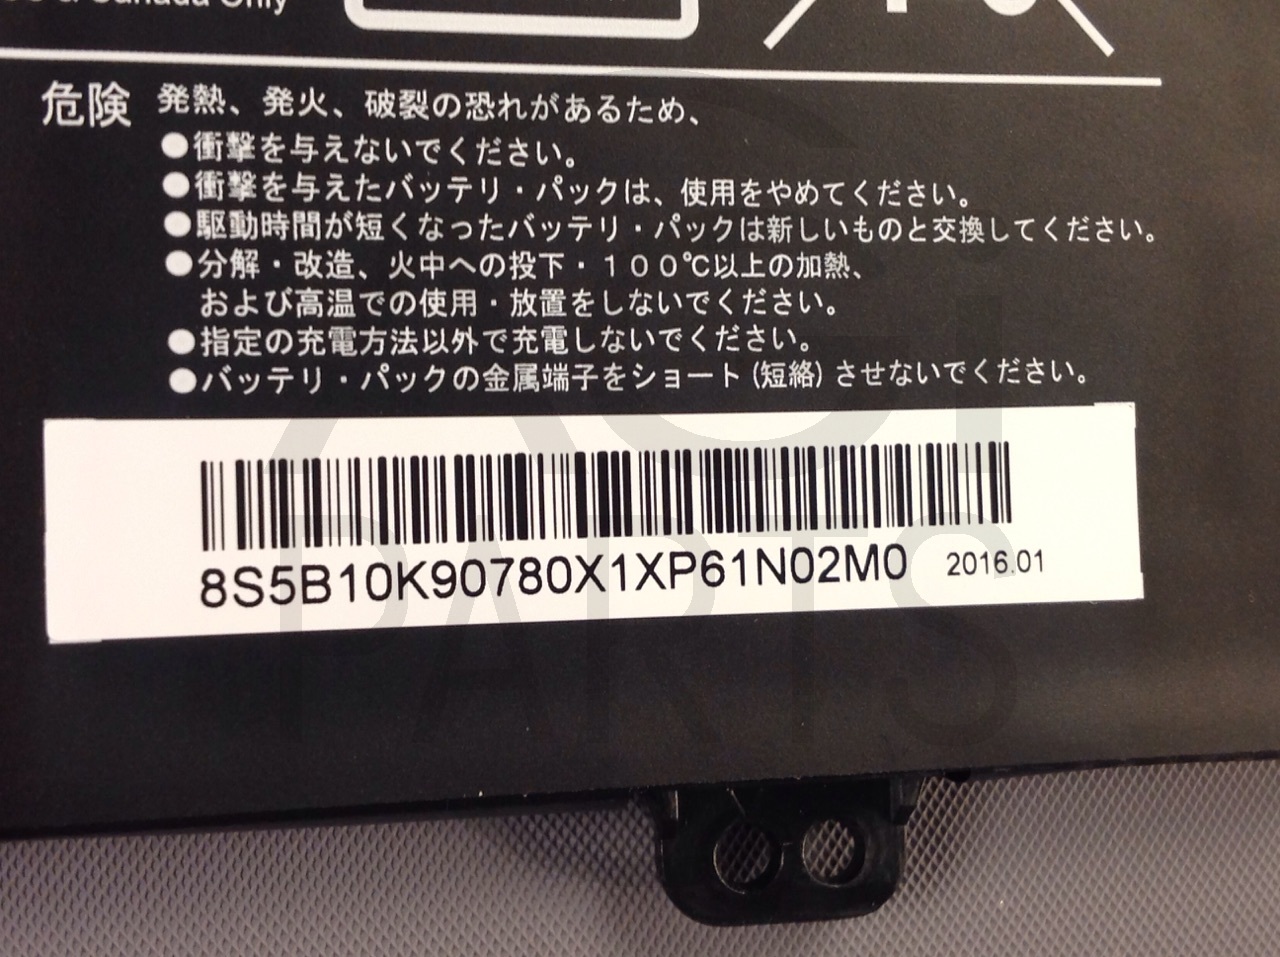 Canada Only
危険 発熱、発火、破裂の恐れがあるため、
●衝撃を与えないでください。
●衝撃を与えたバッテリ・パックは、使用をやめてください。
●駆動時間が短くなったバッテリ・パックは新しいものと交換してください。
●分解・改造、火中への投下・１００℃以上の加熱、
および高温での使用・放置をしないでください。
●指定の充電方法以外で充電しないでください。
●バッテリ・パックの金属端子をショート(短絡)させないでください。
8S5B10K90780X1XP61N02M0 2016.01
PARTS